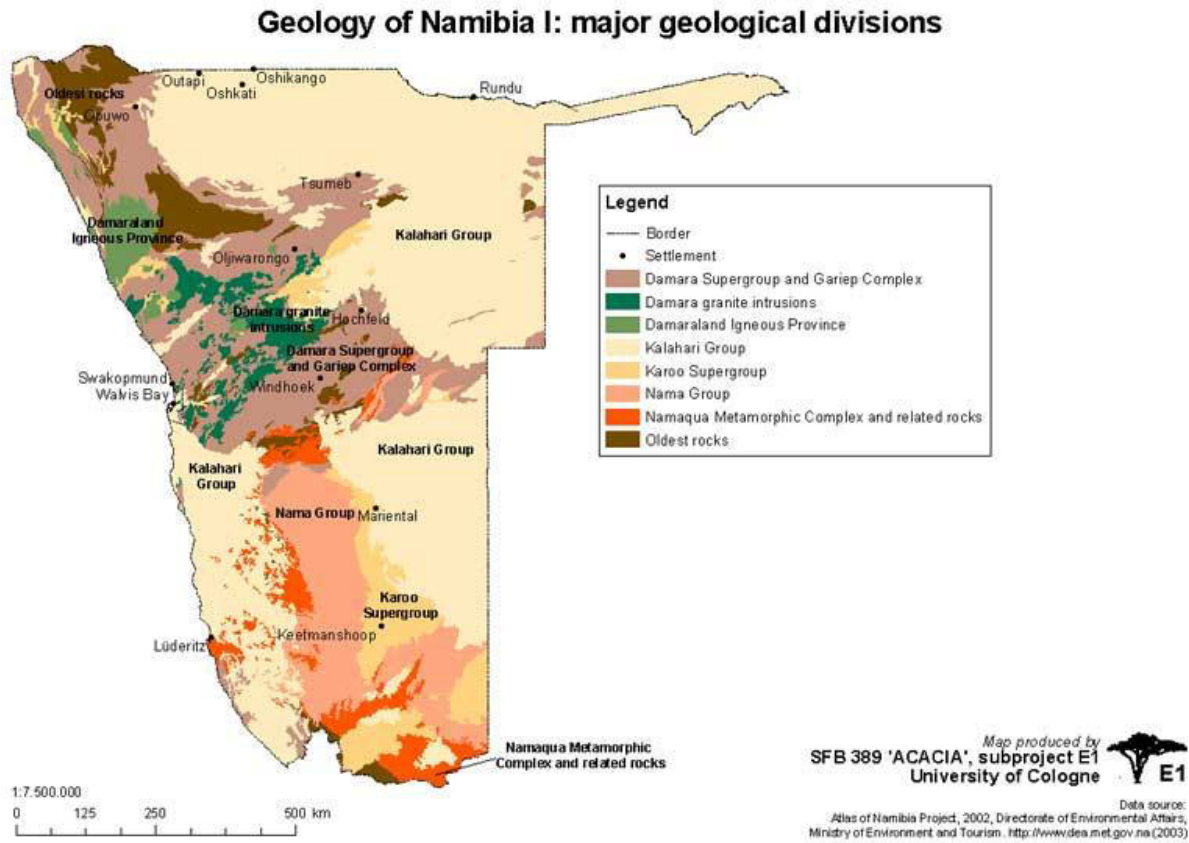 Geology of Namibia I: major geological divisions
Outapi
Oshikango
Oshkati
Rundu
Oldest rocks
Opuwo
Tsumeb
Damaraland
Igneous Province
Kalahari Group
Oljiwarongo
Damara granite
intrusions
Hochfeld
Damara Supergroup
and Gariep Complex
Swakopmund
Walvis Bay
Windhoek
Kalahari
Group
Kalahari Group
Nama Group
Mariental
Karoo
Supergroup
Keetmanshoop
Lüderitz
Namaqua Metamorphic
Complex and related rocks
Legend
Border
Settlement
Damara Supergroup and Gariep Complex
Damara granite intrusions
Damaraland Igneous Province
Kalahari Group
Karoo Supergroup
Nama Group
Namaqua Metamorphic Complex and related rocks
Oldest rocks
1:7.500.000
0 125 250 500 km
Map produced by
SFB 389 'ACACIA', subproject E1
University of Cologne
E1
Data source:
Atlas of Namibia Project, 2002, Directorate of Environmental Affairs,
Ministry of Environment and Tourism. http://www.dea.met.gov.na (2003)